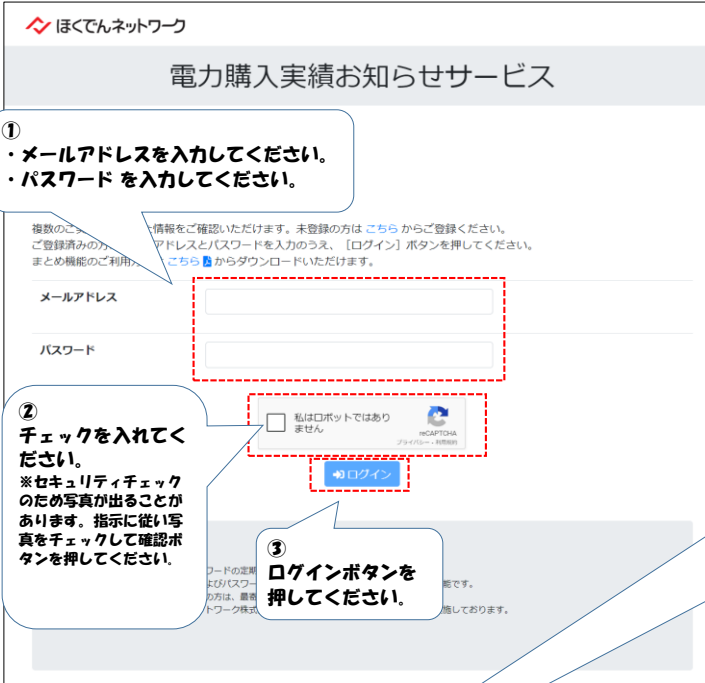 ほくでんネットワーク
電力購入実績お知らせサービス
①
・メールアドレスを入力してください。
・パスワード を入力してください。
複数のご
情報をご確認いただけます。未登録の方は こちら からご登録ください。
ご登録済みの方
アドレスとパスワードを入力のうえ、［ログイン］ボタンを押してください。
まとめ機能のご利用
こちら からダウンロードいただけます。
メールアドレス
パスワード
私はロボットではあり
ません
reCAPTCHA
プライバシー - 利用規約
②
チェックを入れてく
ださい。
※セキュリティチェック
のため写真が出ることが
あります。指示に従い写
真をチェックして確認ボ
タンを押してください。
ログイン
③
ログインボタンを
押してください。
ワードの定期
よびパスワー
能です。
の方は、最寄
トワーク株式
施しております。